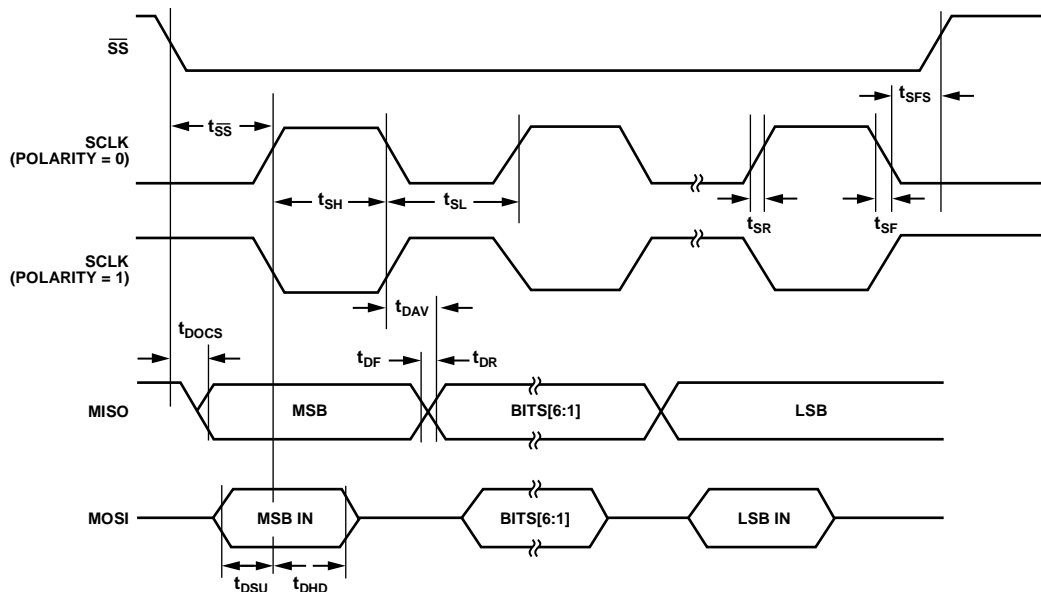 SS
tSFS
tSS
SCLK
(POLARITY = 0)
tSH
tSL
tSR
tSF
SCLK
(POLARITY = 1)
tDAV
tDOCS
tDF
tDR
MISO
MSB
BITS[6:1]
LSB
MOSI
MSB IN
BITS[6:1]
LSB IN
tDSU
tDHD